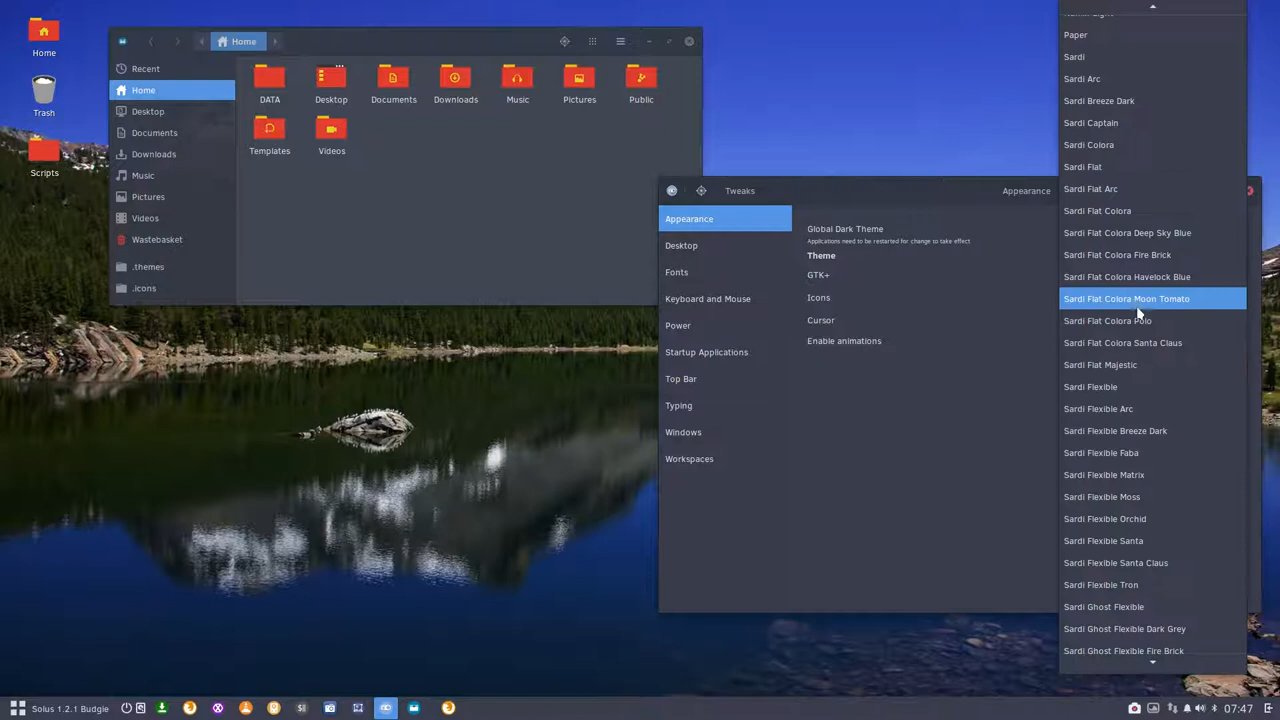 Home
Trash
Scripts
Home
Recent
Home
Desktop
Documents
Downloads
Music
Pictures
Videos
Wastebasket
.themes
.icons
DATA
Desktop
Documents
Downloads
Music
Pictures
Public
Templates
Videos
Tweaks
Appearance
Appearance
Desktop
Fonts
Keyboard and Mouse
Power
Startup Applications
Top Bar
Typing
Windows
Workspaces
Global Dark Theme
Applications need to be restarted for change to take effect
Theme
GTK+
Icons
Cursor
Enable animations
Paper
Sardi
Sardi Arc
Sardi Breeze Dark
Sardi Captain
Sardi Colora
Sardi Flat
Sardi Flat Arc
Sardi Flat Colora
Sardi Flat Colora Deep Sky Blue
Sardi Flat Colora Fire Brick
Sardi Flat Colora Havelock Blue
Sardi Flat Colora Moon Tomato
Sardi Flat Colora Polo
Sardi Flat Colora Santa Claus
Sardi Flat Majestic
Sardi Flexible
Sardi Flexible Arc
Sardi Flexible Breeze Dark
Sardi Flexible Faba
Sardi Flexible Matrix
Sardi Flexible Moss
Sardi Flexible Orchid
Sardi Flexible Santa
Sardi Flexible Santa Claus
Sardi Flexible Tron
Sardi Ghost Flexible
Sardi Ghost Flexible Dark Grey
Sardi Ghost Flexible Fire Brick
Solus 1.2.1 Budgie
07:47